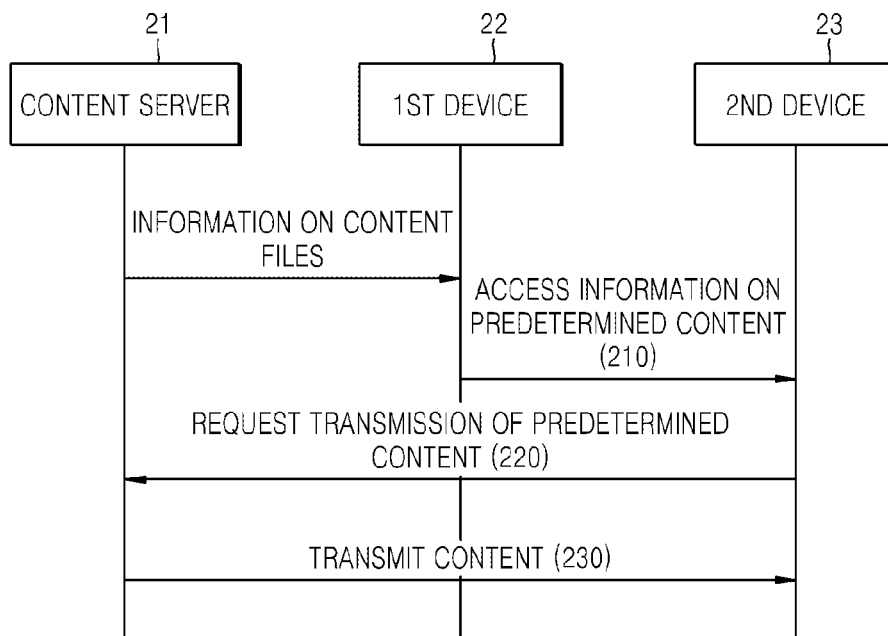 21
22
23
CONTENT SERVER
1ST DEVICE
2ND DEVICE
INFORMATION ON CONTENT
FILES
ACCESS INFORMATION ON
PREDETERMINED CONTENT
(210)
REQUEST TRANSMISSION OF PREDETERMINED
CONTENT (220)
TRANSMIT CONTENT (230)